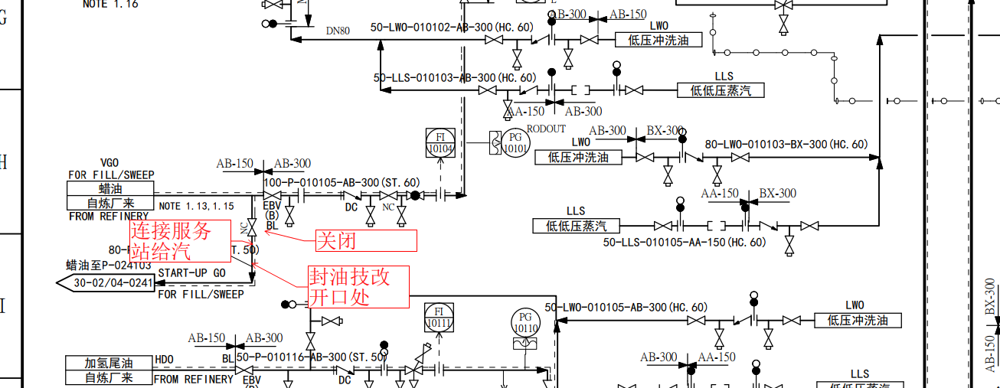 G
NOTE 1.16
DN80
50-LWO-010102-AB-300(HC.60)
AB-300
AB-150
LWO
低压冲洗油
50-LLS-010103-AB-300(HC.60)
LLS
低低压蒸汽
AA-150
AB-300
FI
10104
PG
10101
RODOUT
AB-300
BX-300
LWO
低压冲洗油
80-LWO-010103-BX-300(HC.60)
H
VGO
FOR FILL/SWEEP
蜡油
自炼厂来
FROM REFINERY
AB-150
AB-300
100-P-010105-AB-300(ST.60)
NOTE 1.13,1.15
EBV
(B)
BL
DC
NC
NC
AA-150
BX-300
LLS
低低压蒸汽
50-LLS-010105-AA-150(HC.60)
连接服务
站给汽
关闭
T.50)
封油技改
开口处
蜡油至P-024103
30-02/04-0241
START-UP GO
FOR FILL/SWEEP
I
FI
10111
PG
10110
50-LWO-010105-AB-300(HC.60)
LWO
低压冲洗油
BX-300
AB-150
AB-150
AB-300
加氢尾油
自炼厂来
HDO
FROM REFINERY
BL
50-P-010116-AB-300(ST.50)
EBV
(B)
DC
AB-300
AA-150
LLS
低低压蒸汽